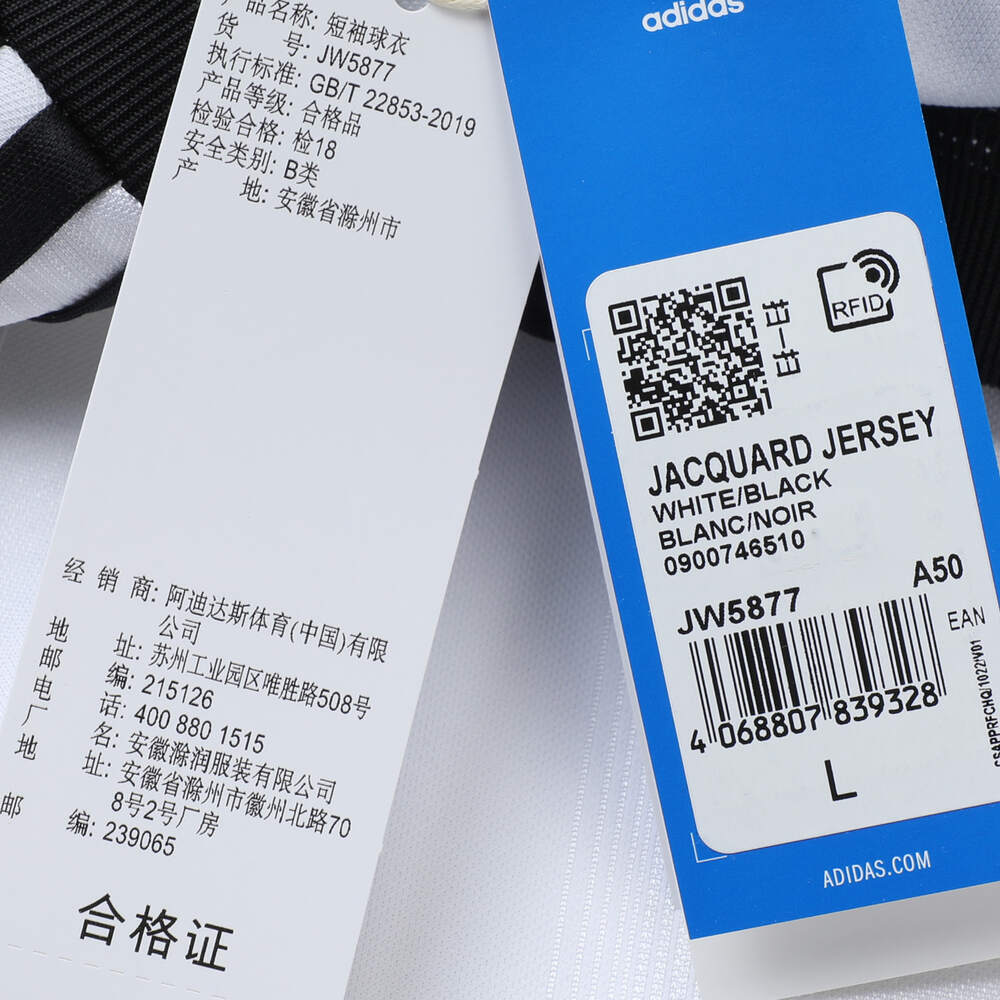 产品名称: 短袖球衣
货 号: JW5877
执行标准: GB/T 22853-2019
产品等级: 合格品
检验合格: 检18
安全类别: B类
产 地: 安徽省滁州市
经 销 商: 阿迪达斯体育(中国)有限
公司
地 址: 苏州工业园区唯胜路508号
邮 编: 215126
电 话: 400 880 1515
厂 名: 安徽滁润服装有限公司
地 址: 安徽省滁州市徽州北路70
8号2号厂房
邮 编: 239065
合格证
adidas
RFID
JACQUARD JERSEY
WHITE/BLACK
BLANC/NOIR
0900746510
JW5877
A50
EAN
4 068807 839328
L
ADIDAS.COM